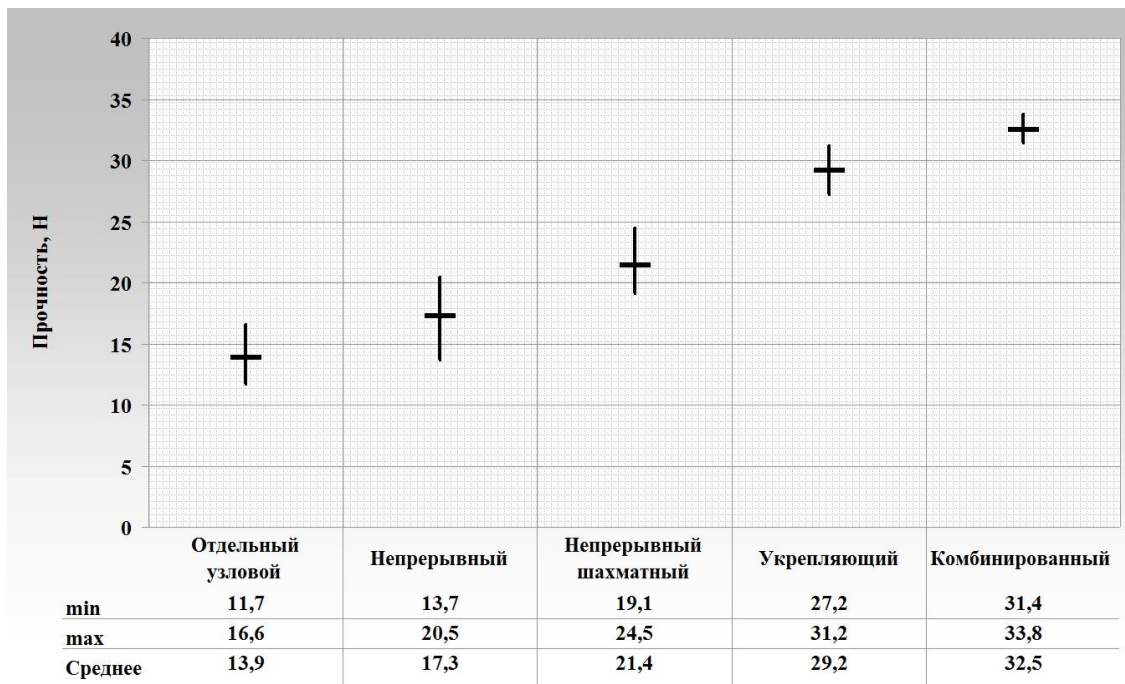 40
35
30
25
20
15
10
5
0
Прочность, Н
Отдельный узловой
Непрерывный
Непрерывный шахматный
Укрепляющий
Комбинированный
min 11,7 13,7 19,1 27,2 31,4
max 16,6 20,5 24,5 31,2 33,8
Среднее 13,9 17,3 21,4 29,2 32,5